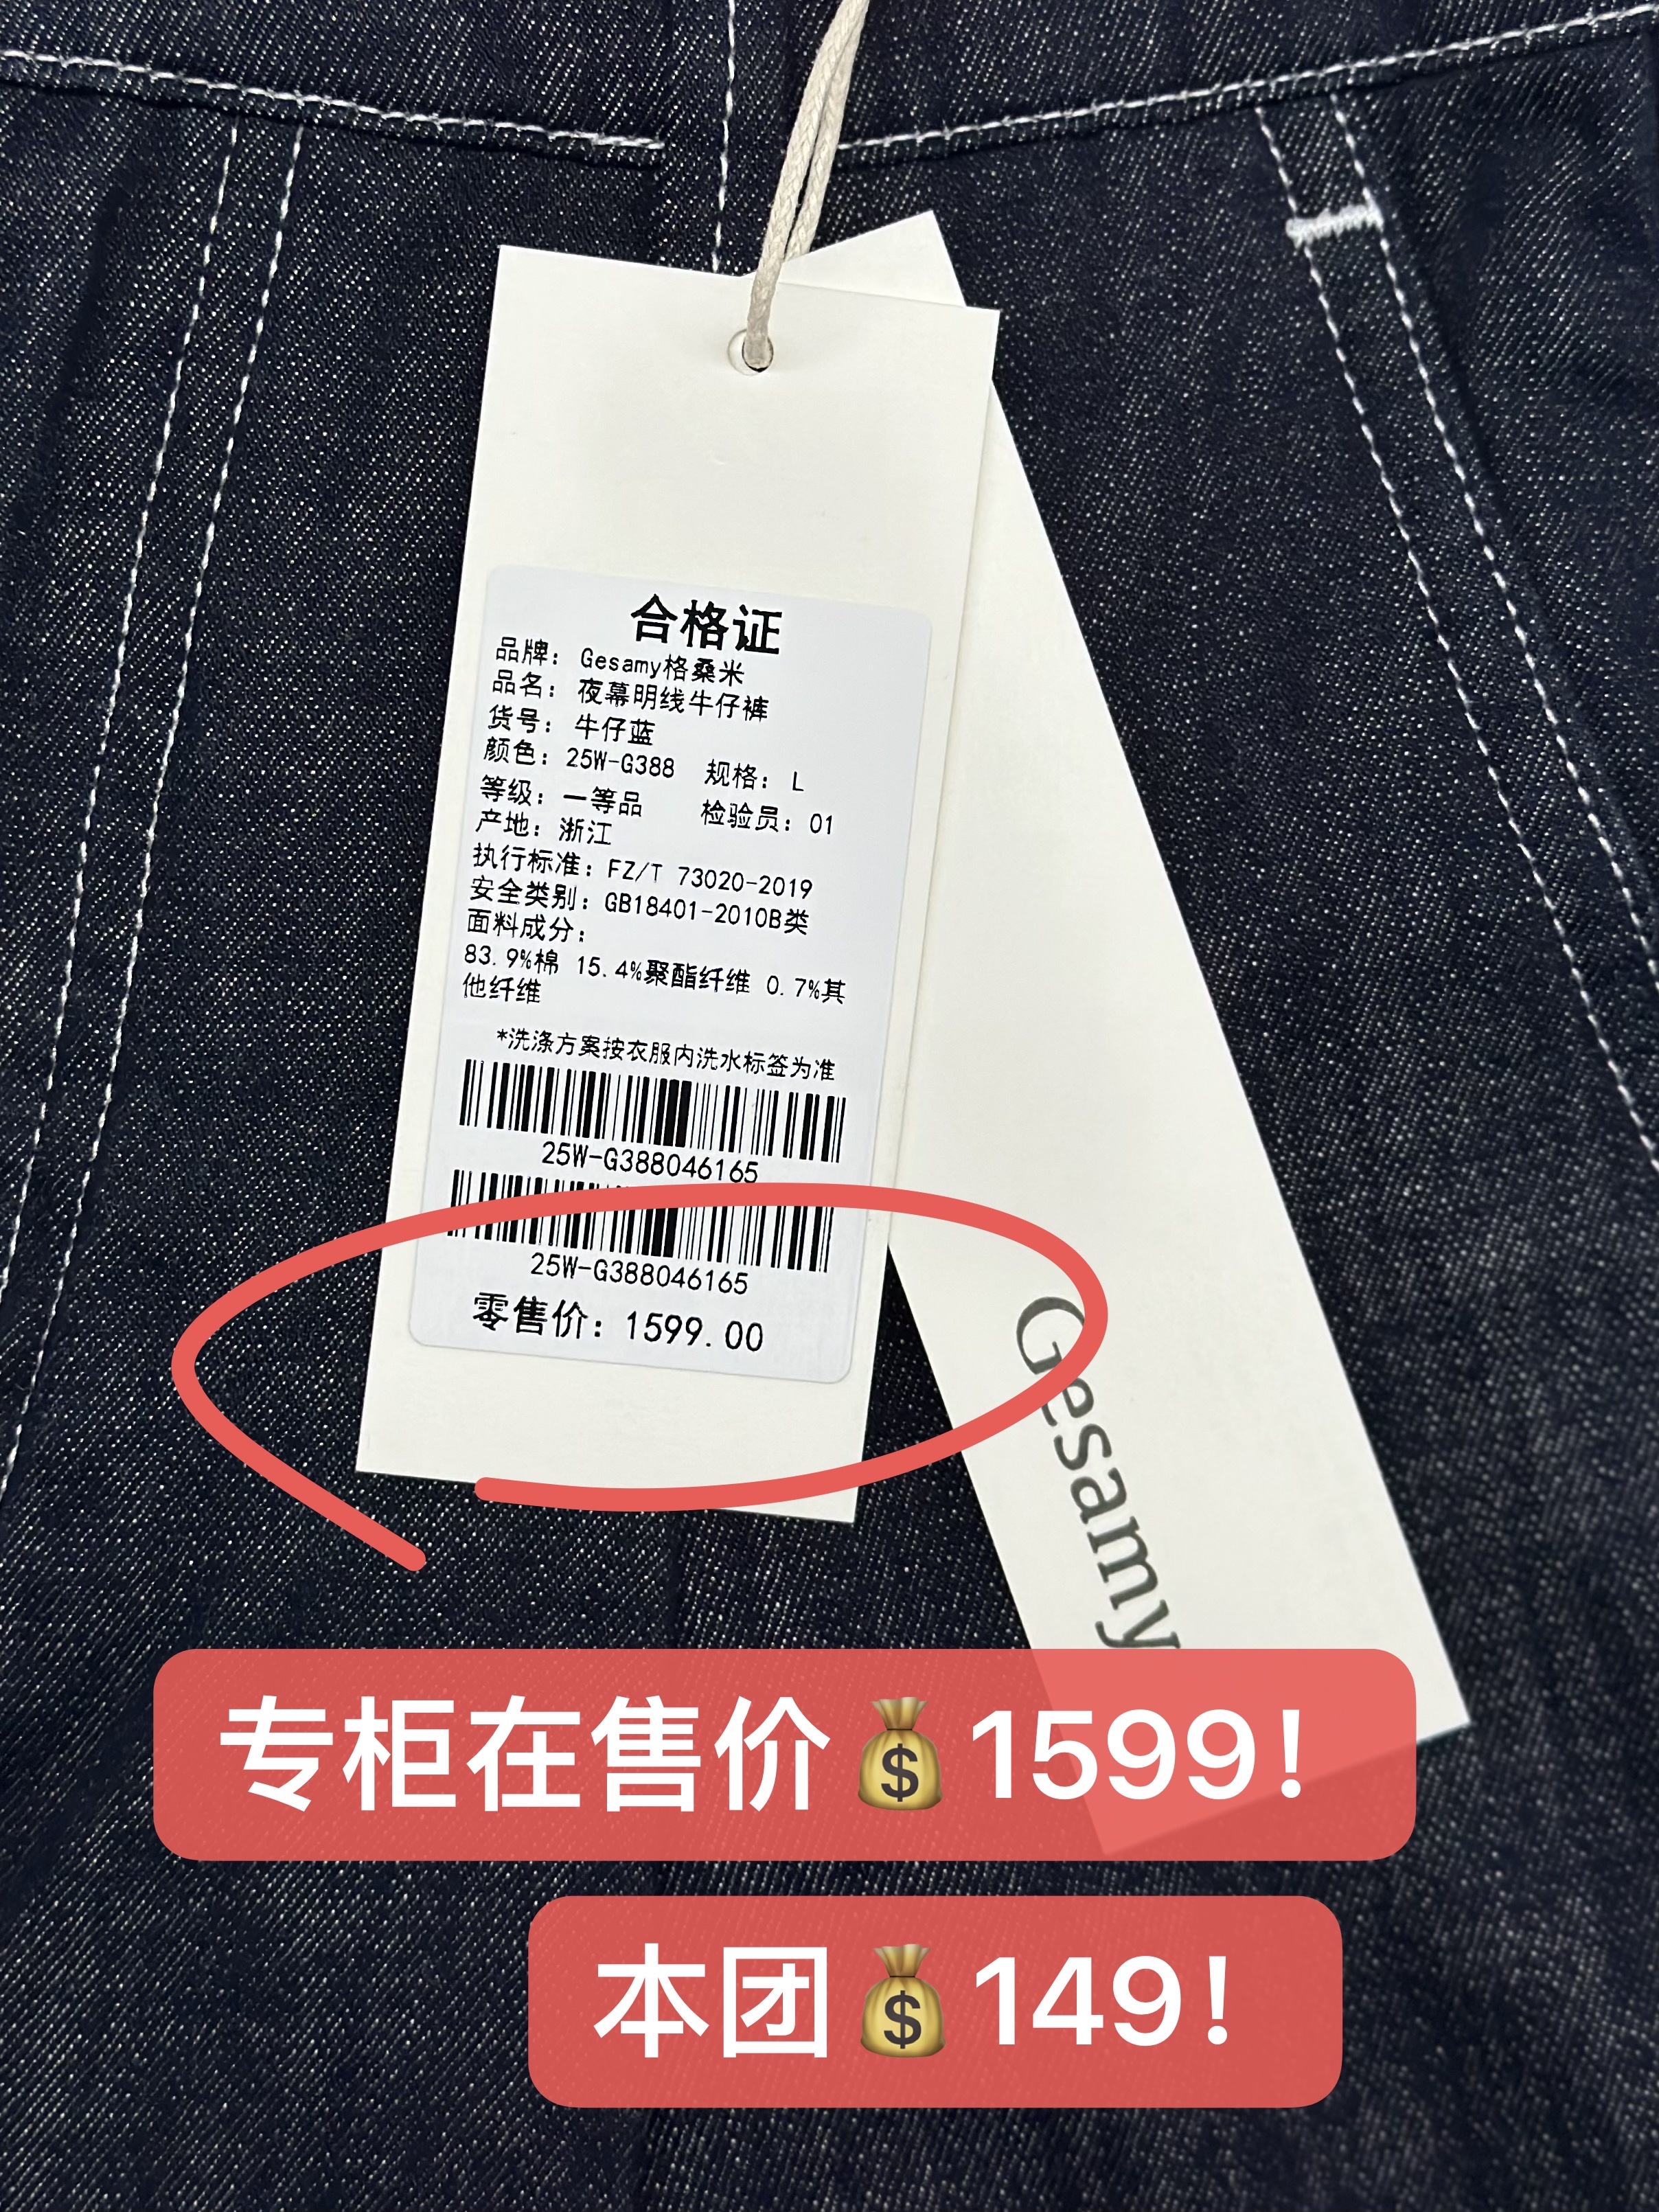 合格证
品牌：Gesamy格桑米
品名：夜幕明线牛仔裤
货号：牛仔蓝
颜色：25W-G388 规格：L
等级：一等品 检验员：01
产地：浙江
执行标准：FZ/T 73020-2019
安全类别：GB18401-2010B类
面料成分：
83.9%棉 15.4%聚酯纤维 0.7%其
他纤维
*洗涤方案按衣服内洗水标签为准
25W-G388046165
25W-G388046165
零售价：1599.00
Gesamy
专柜在售价💰1599！
本团💰149！